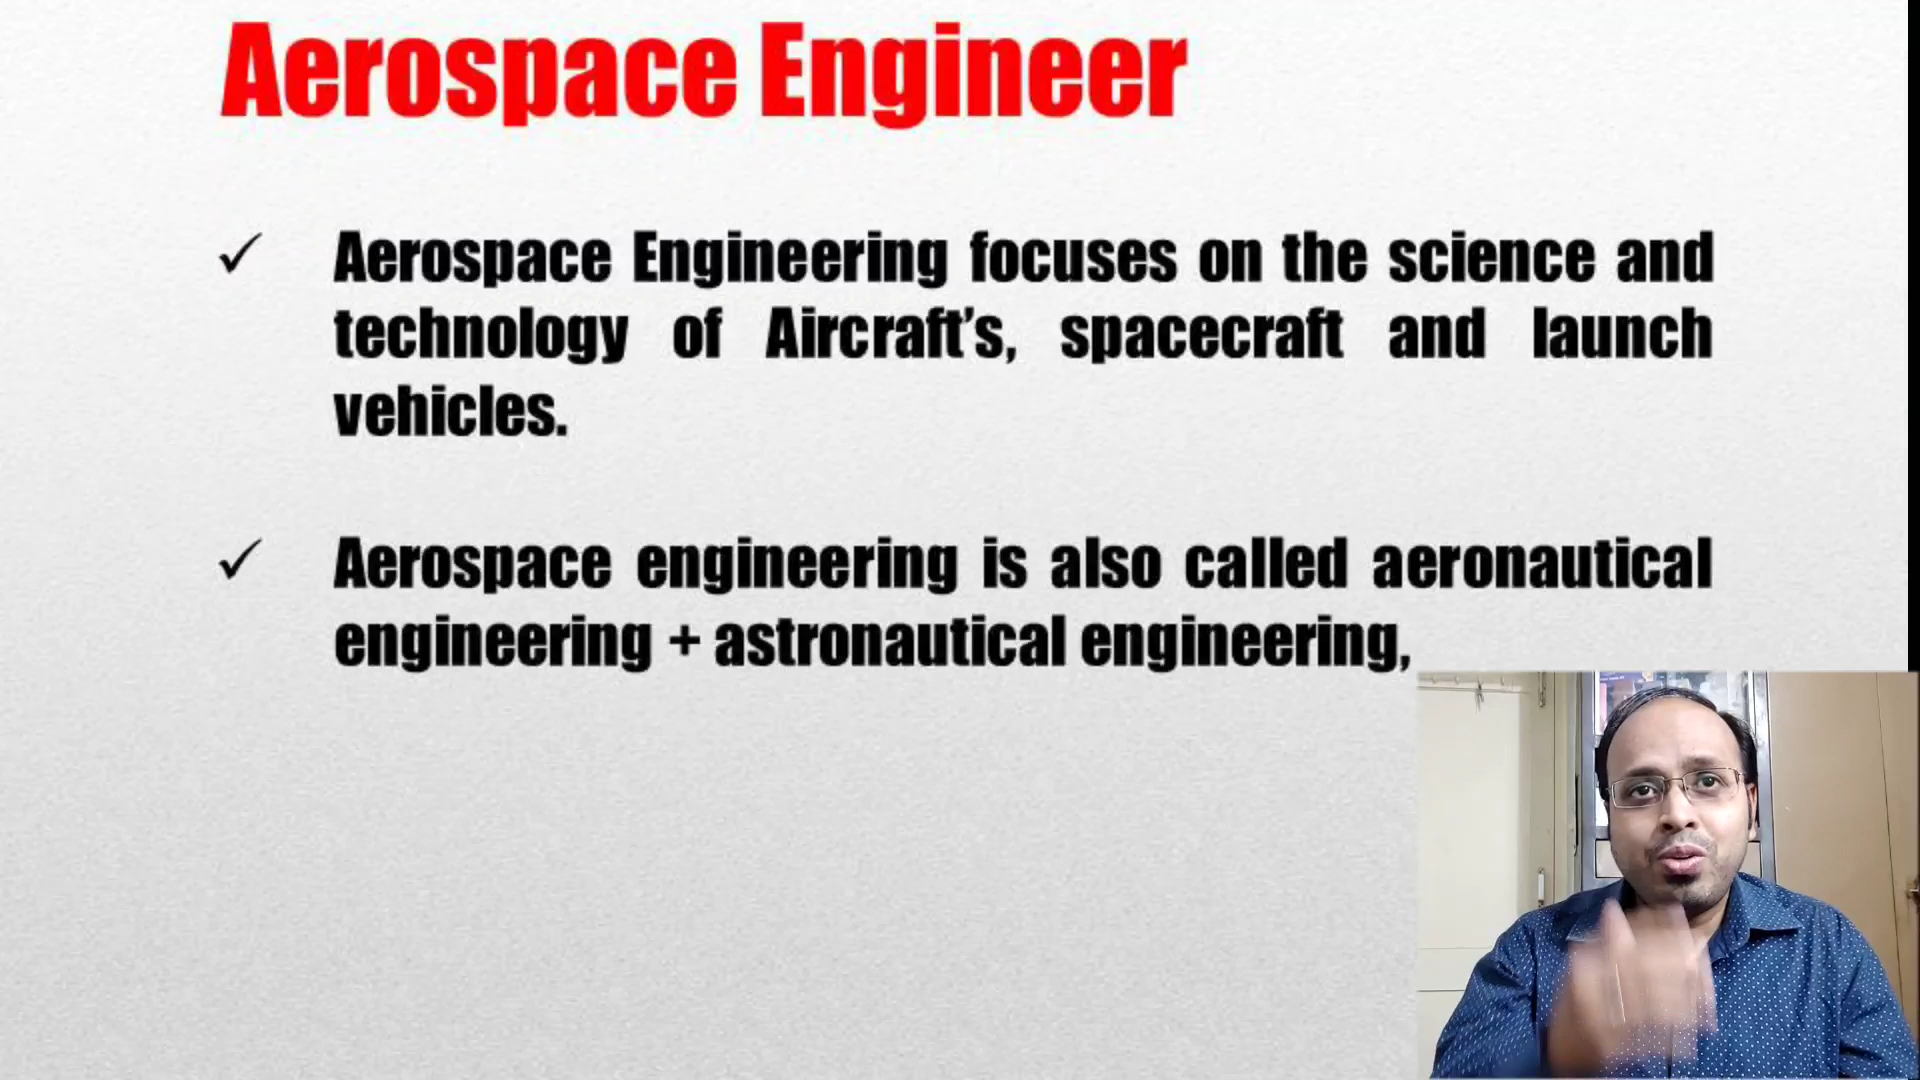 Aerospace Engineer
✓ Aerospace Engineering focuses on the science and
technology of Aircraft's, spacecraft and launch
vehicles.
✓ Aerospace engineering is also called aeronautical
engineering + astronautical engineering,